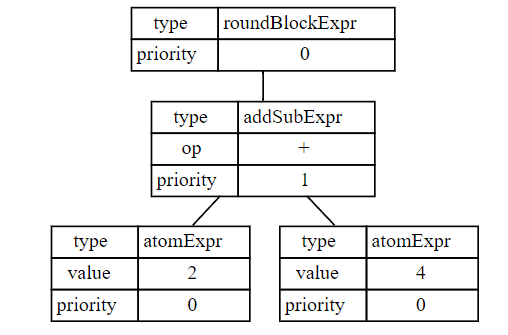 type roundBlockExpr
priority 0
type addSubExpr
op +
priority 1
type atomExpr type atomExpr
value 2 value 4
priority 0 priority 0